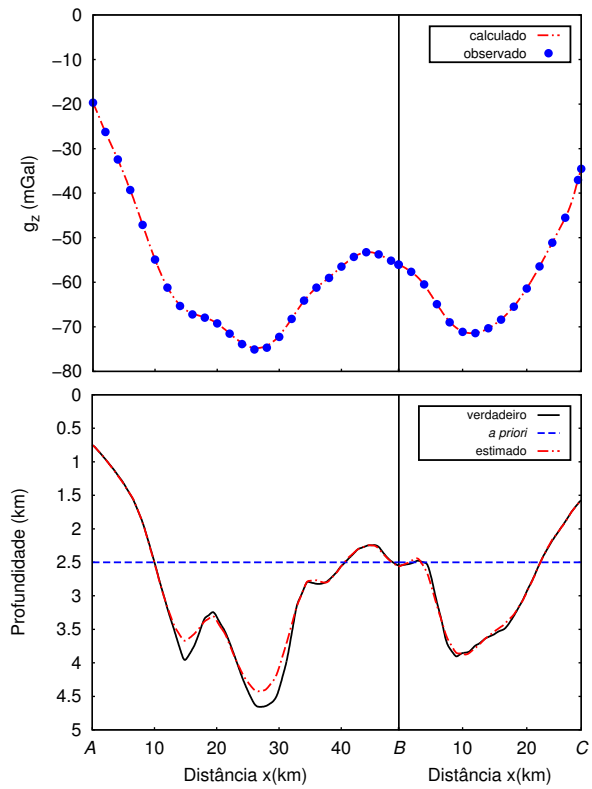 0
−10
−20
−30
−40
−50
−60
−70
−80
g_z (mGal)
calculado
observado
0
0.5
1
1.5
2
2.5
3
3.5
4
4.5
5
Profundidade (km)
verdadeiro
a priori
estimado
A 10 20 30 40 B 10 20 C
Distância x(km) Distância x(km)